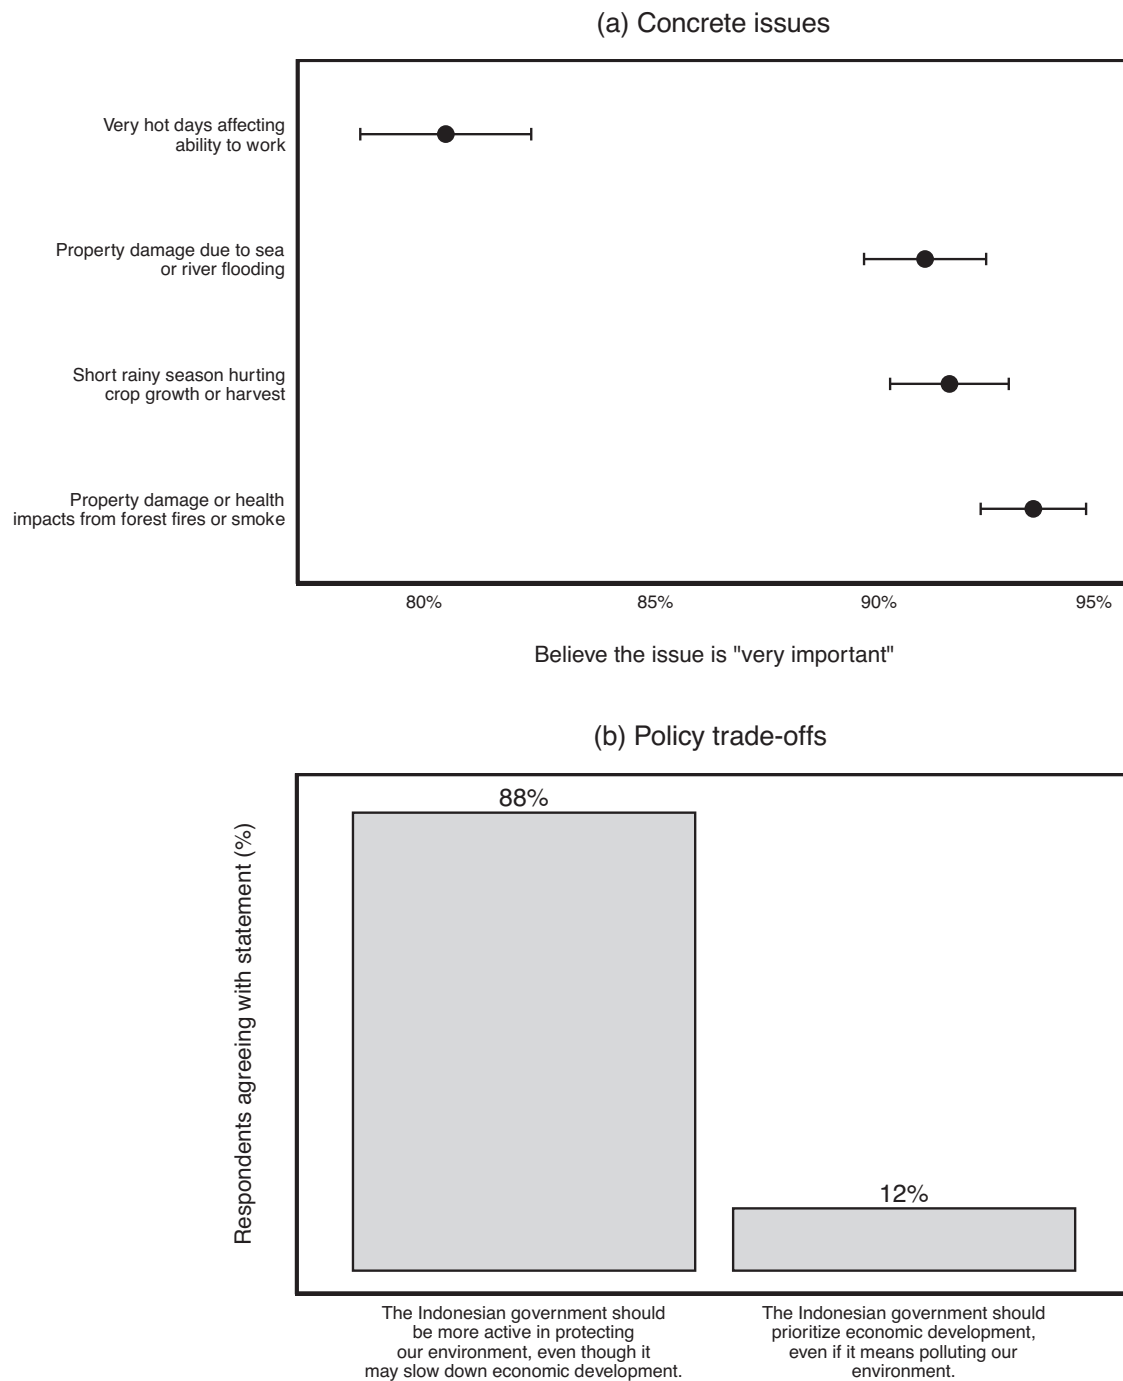 (a) Concrete issues
Very hot days affecting
ability to work
Property damage due to sea
or river flooding
Short rainy season hurting
crop growth or harvest
Property damage or health
impacts from forest fires or smoke
80%
85%
90%
95%
Believe the issue is "very important"
(b) Policy trade-offs
Respondents agreeing with statement (%)
88%
12%
The Indonesian government should
be more active in protecting
our environment, even though it
may slow down economic development.
The Indonesian government should
prioritize economic development,
even if it means polluting our
environment.